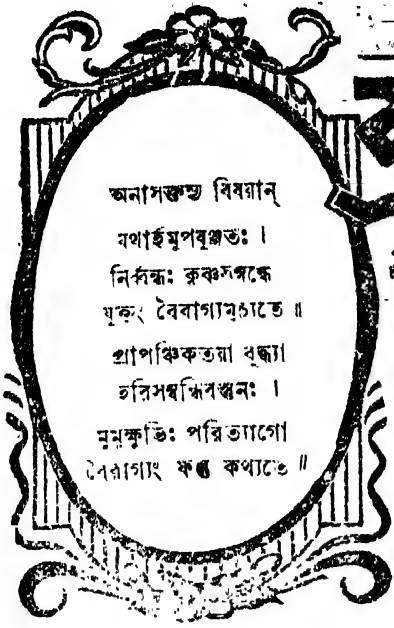 অনাসক্তস্য বিষয়ান্
যথার্হমুপযুঞ্জতঃ ।
নির্ব্বন্ধঃ কৃষ্ণসম্বন্ধে
যুক্তং বৈরাগ্যমুচ্যতে ॥
প্রাপঞ্চিকতয়া বুদ্ধ্যা
হরিসম্বন্ধিবস্তুনঃ ।
মুমুক্ষুভিঃ পরিত্যাগো
বৈরাগ্যং ফল্গু কথ্যতে ॥